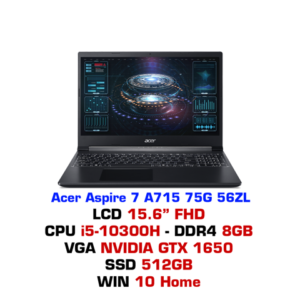 acer
Acer Aspire 7 A715 75G 56ZL
LCD 15.6” FHD
CPU i5-10300H - DDR4 8GB
VGA NVIDIA GTX 1650
SSD 512GB
WIN 10 Home